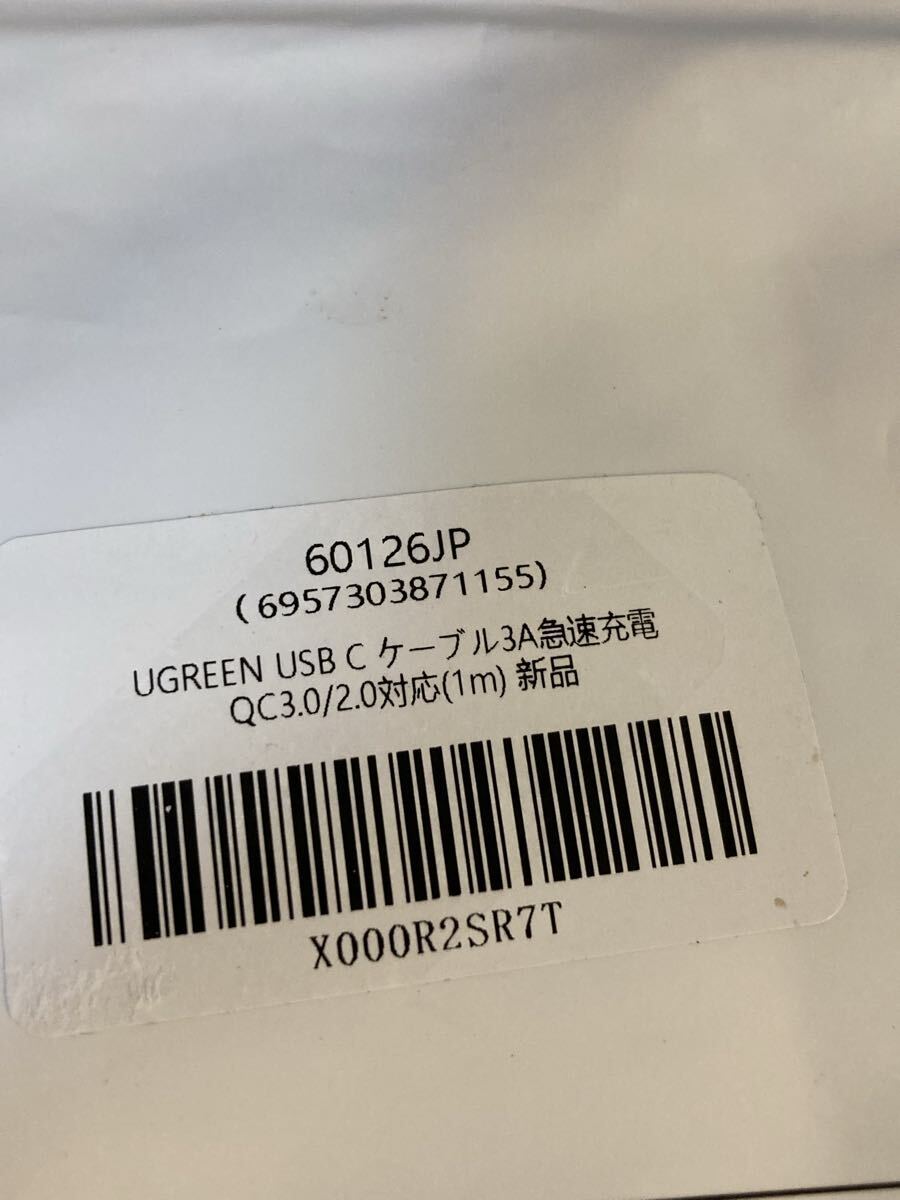 60126JP
(6957303871155)
UGREEN USB C ケーブル3A急速充電
QC3.0/2.0対応(1m) 新品
X000R2SR7T